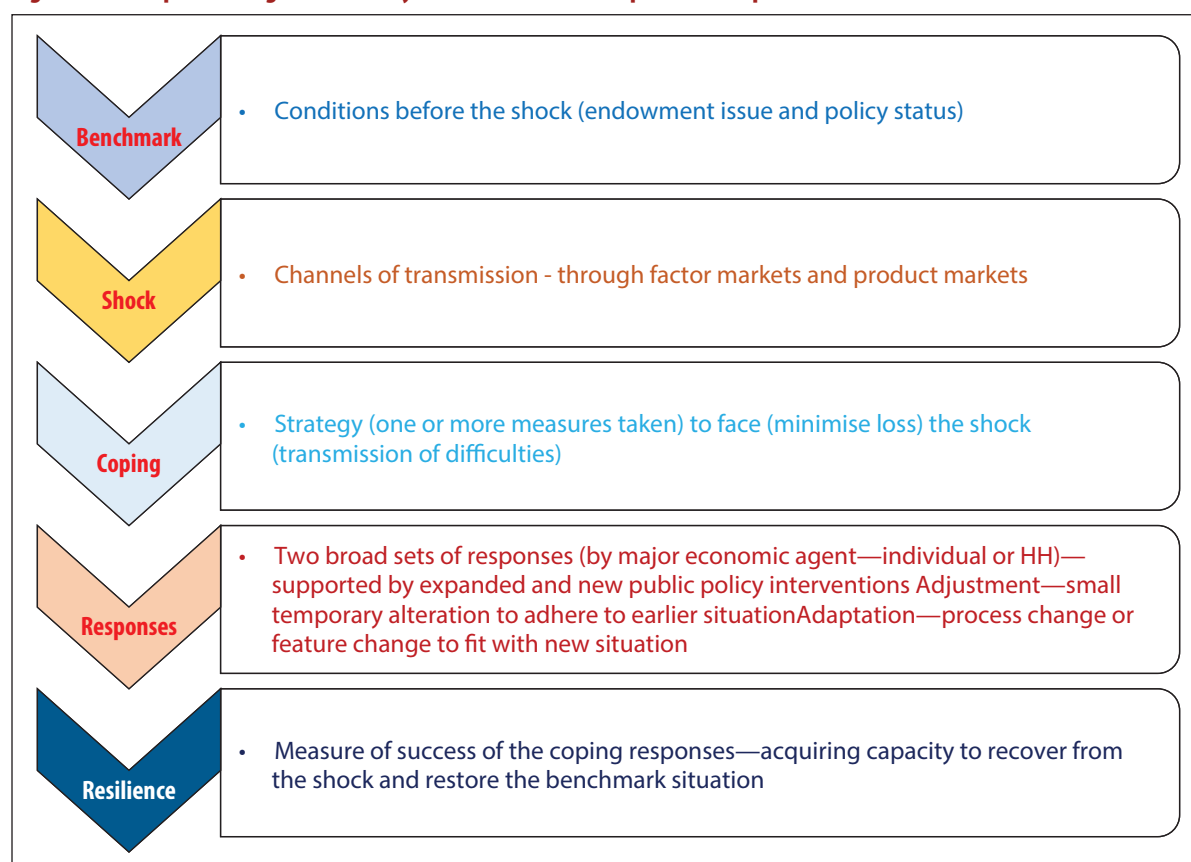 Benchmark
• Conditions before the shock (endowment issue and policy status)
Shock
• Channels of transmission - through factor markets and product markets
Coping
• Strategy (one or more measures taken) to face (minimise loss) the shock
(transmission of difficulties)
Responses
• Two broad sets of responses (by major economic agent—individual or HH)—
supported by expanded and new public policy interventions Adjustment—small
temporary alteration to adhere to earlier situationAdaptation—process change or
feature change to fit with new situation
Resilience
• Measure of success of the coping responses—acquiring capacity to recover from
the shock and restore the benchmark situation